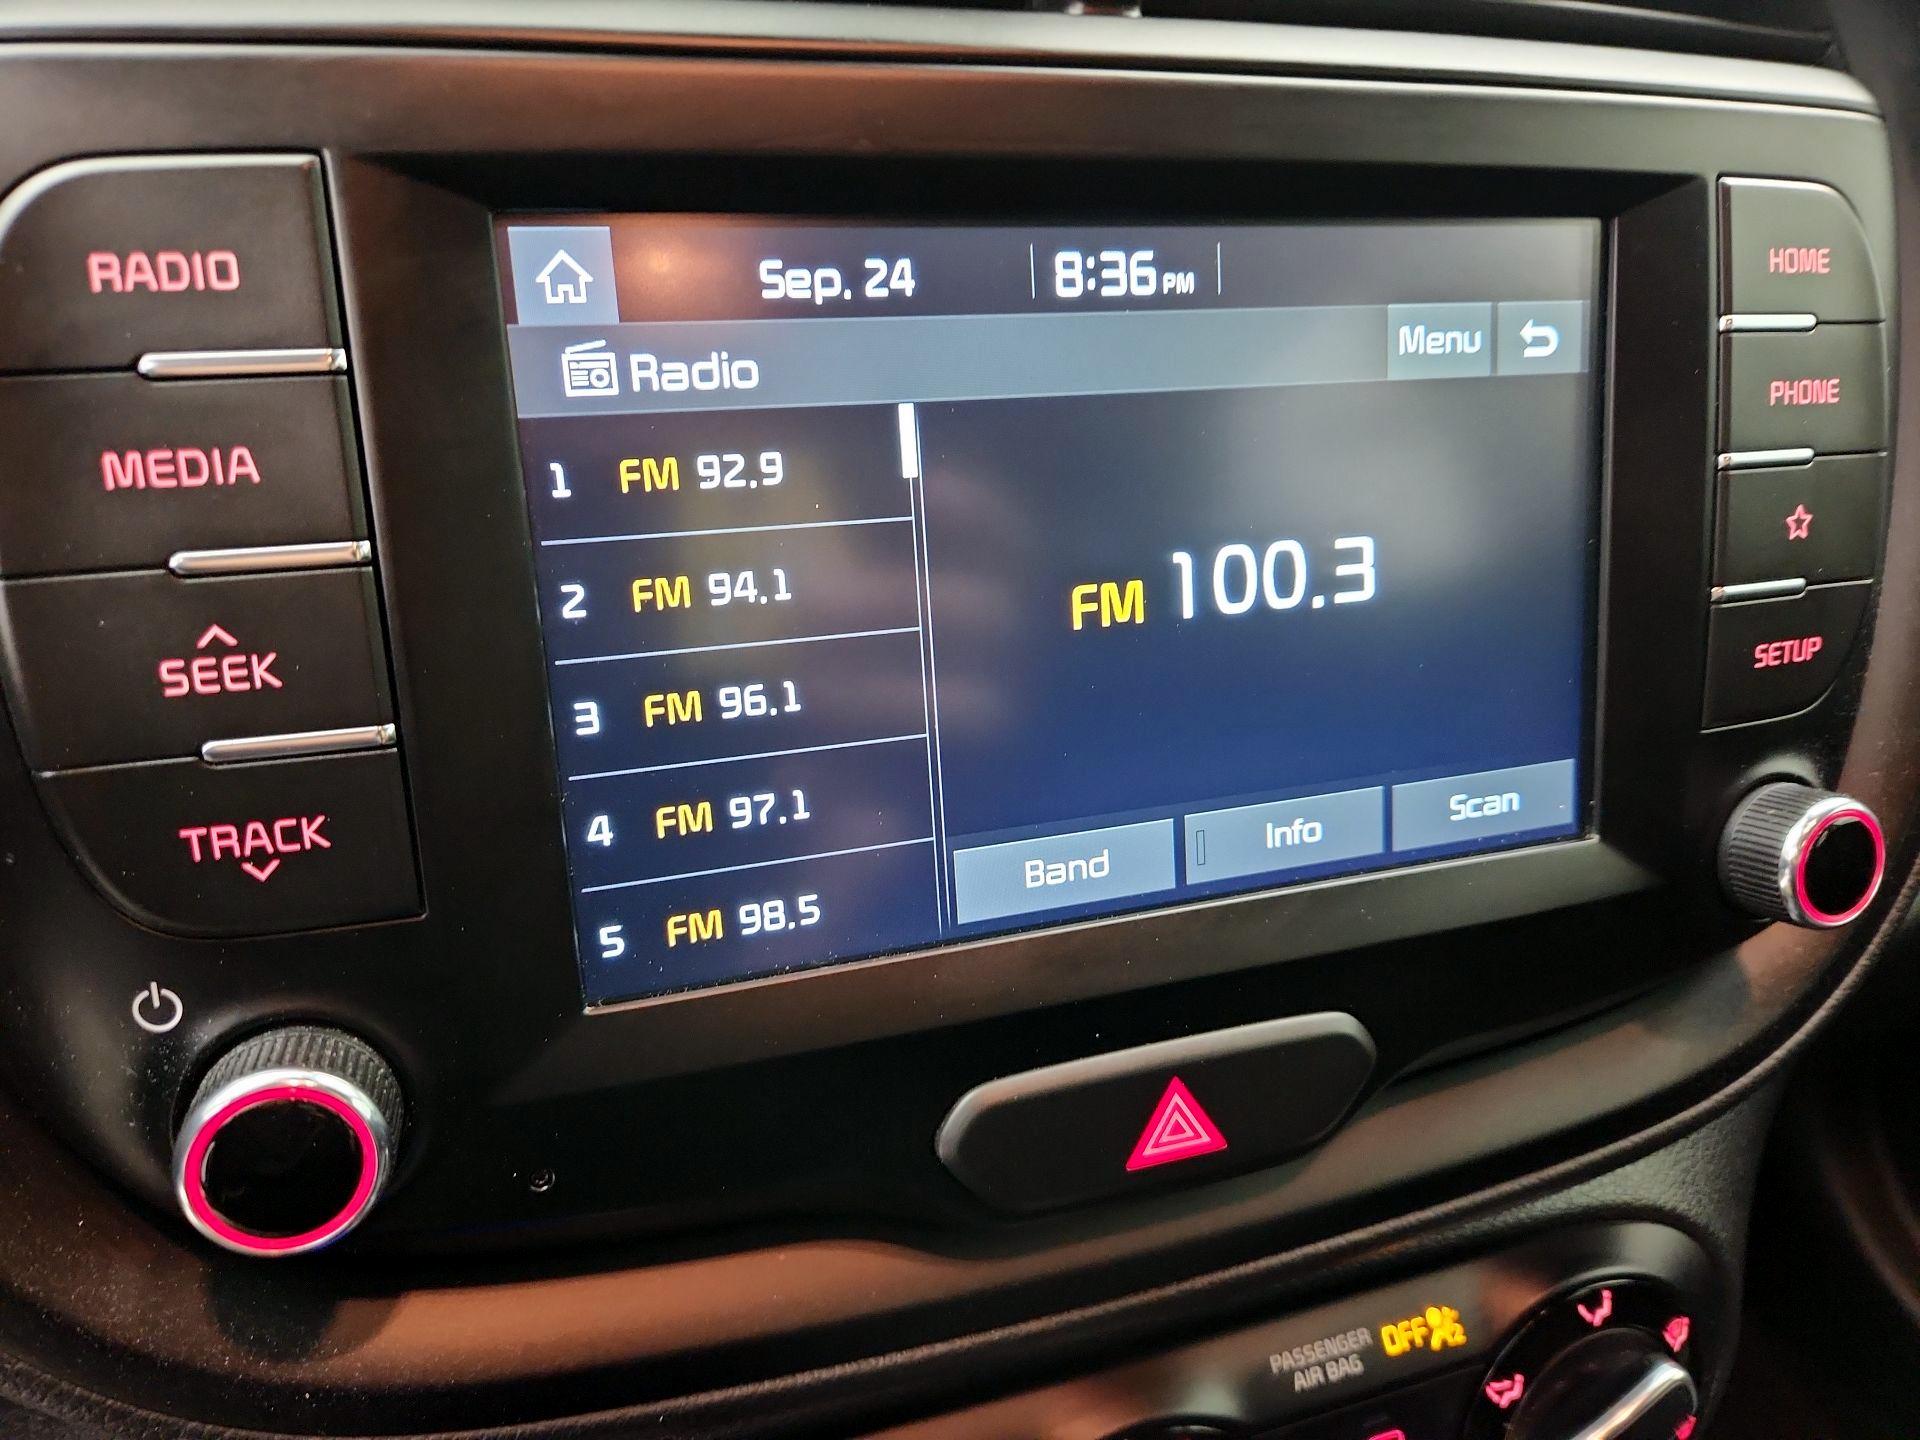 RADIO
MEDIA
SEEK
TRACK
Sep. 24
8:36 PM
Radio
Menu
1 FM 92.9
2 FM 94.1
3 FM 96.1
4 FM 97.1
5 FM 98.5
FM 100.3
Band
Info
Scan
HOME
PHONE
SETUP
PASSENGER
AIR BAG
OFF 2